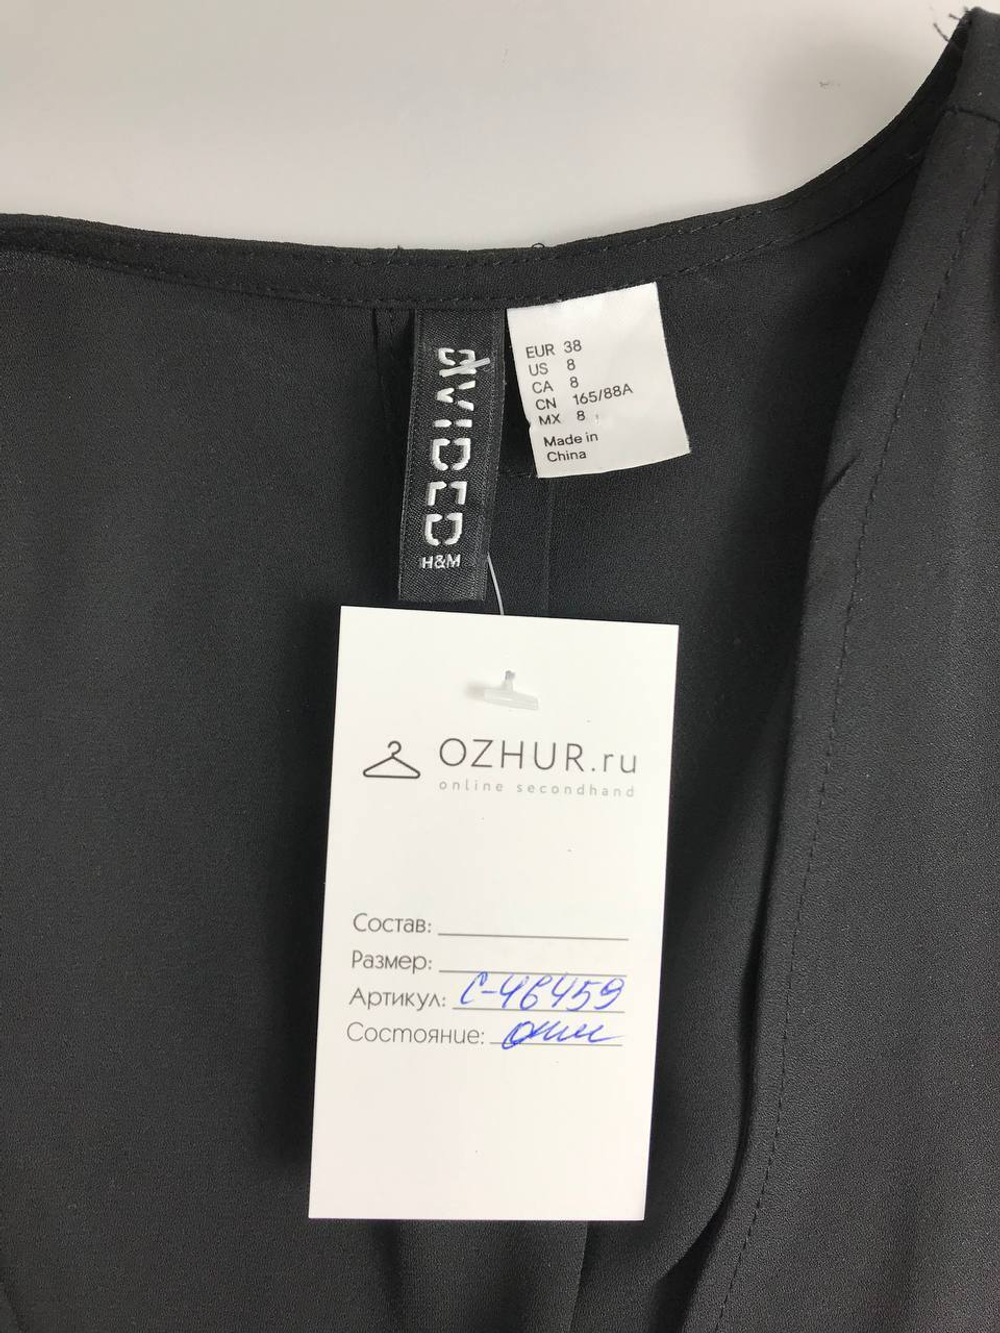 DIVIDED
H&M
EUR 38
US 8
CA 8
CN 165/88A
MX 8
Made in
China
OZHUR.ru
online secondhand
Состав:
Размер:
Артикул: С-46459
Состояние: